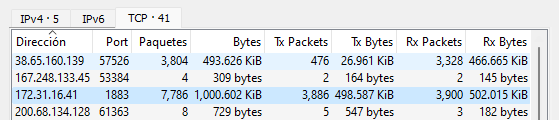 IPv4 · 5 IPv6 TCP · 41
Dirección Port Paquetes Bytes Tx Packets Tx Bytes Rx Packets Rx Bytes
38.65.160.139 57526 3,804 493.626 KiB 476 26.961 KiB 3,328 466.665 KiB
167.248.133.45 53384 4 309 bytes 2 164 bytes 2 145 bytes
172.31.16.41 1883 7,786 1,000.602 KiB 3,886 498.587 KiB 3,900 502.015 KiB
200.68.134.128 61363 8 729 bytes 5 547 bytes 3 182 bytes